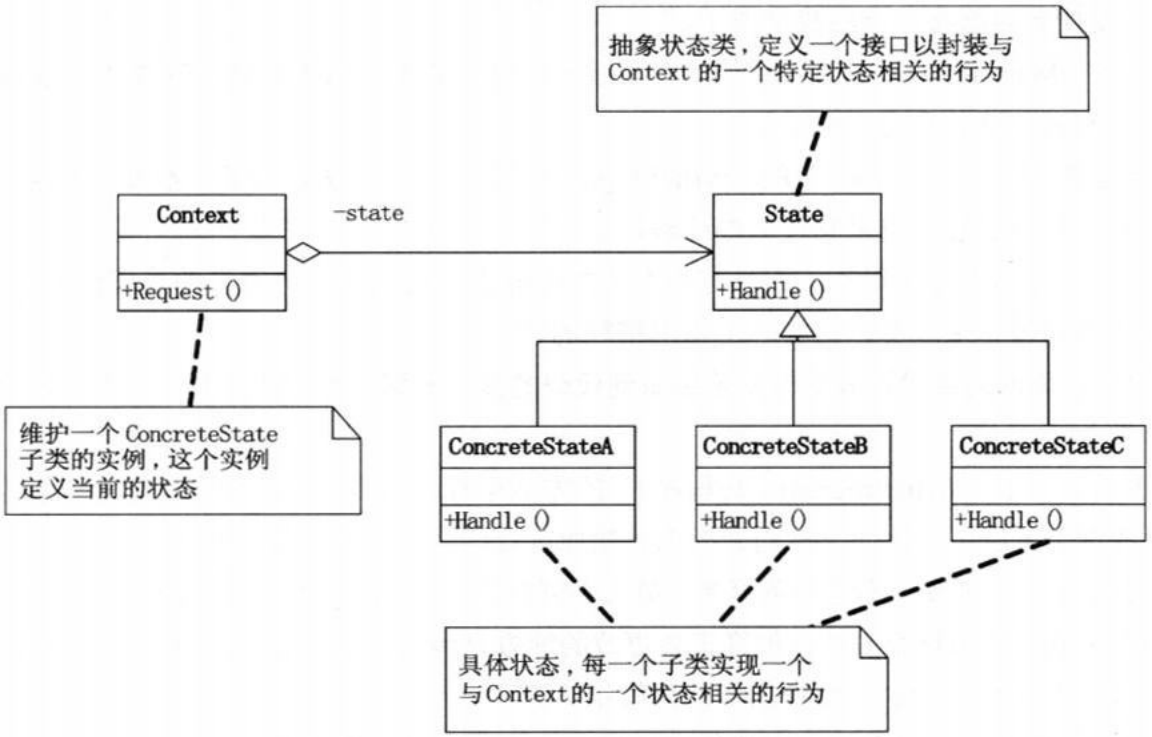 抽象状态类，定义一个接口以封装与
Context 的一个特定状态相关的行为
Context
-state
State
+Request ()
+Handle ()
维护一个 ConcreteState
子类的实例，这个实例
定义当前的状态
ConcreteStateA
ConcreteStateB
ConcreteStateC
+Handle ()
+Handle ()
+Handle ()
具体状态，每一个子类实现一个
与Context的一个状态相关的行为